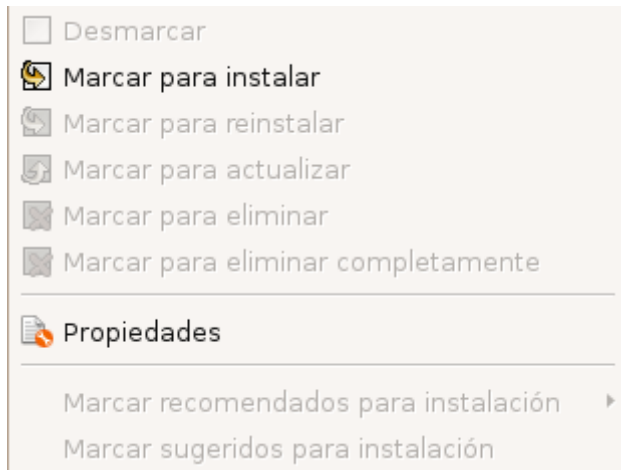 Desmarcar
Marcar para instalar
Marcar para reinstalar
Marcar para actualizar
Marcar para eliminar
Marcar para eliminar completamente
Propiedades
Marcar recomendados para instalación
Marcar sugeridos para instalación